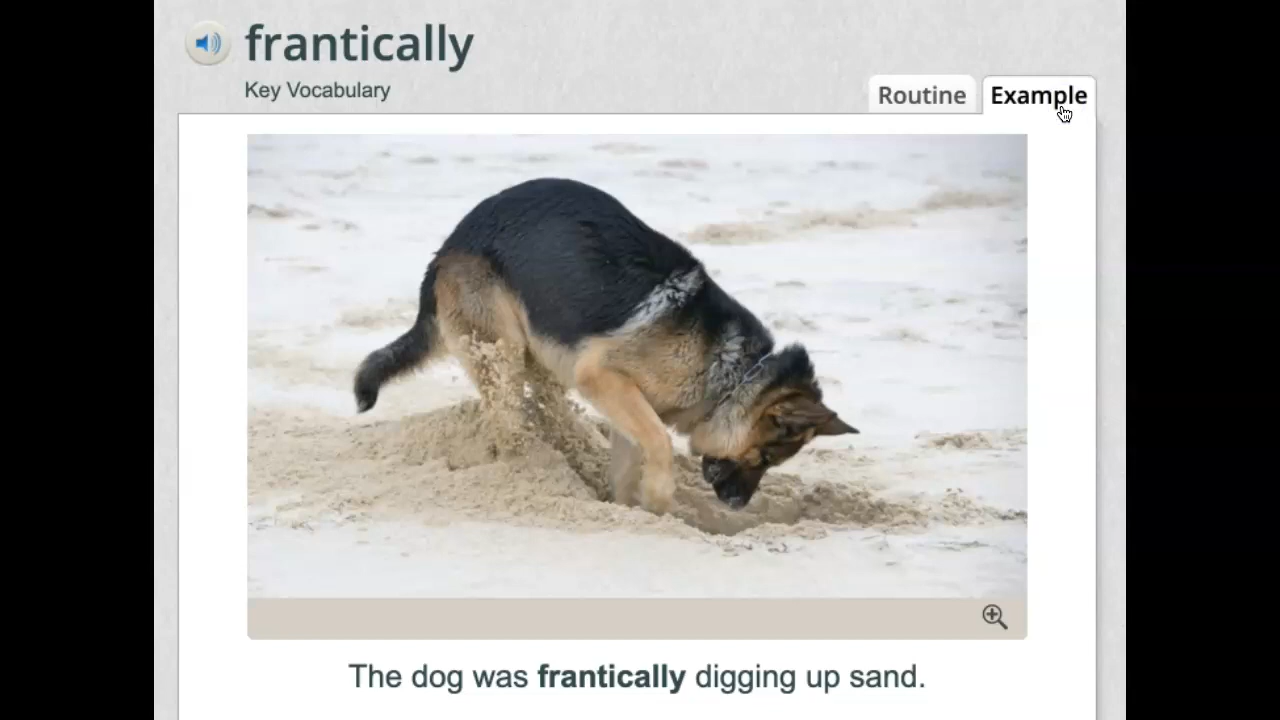 frantically
Key Vocabulary
Routine
Example
The dog was frantically digging up sand.